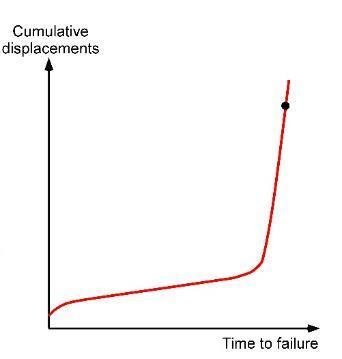 Cumulative
displacements
Time to failure